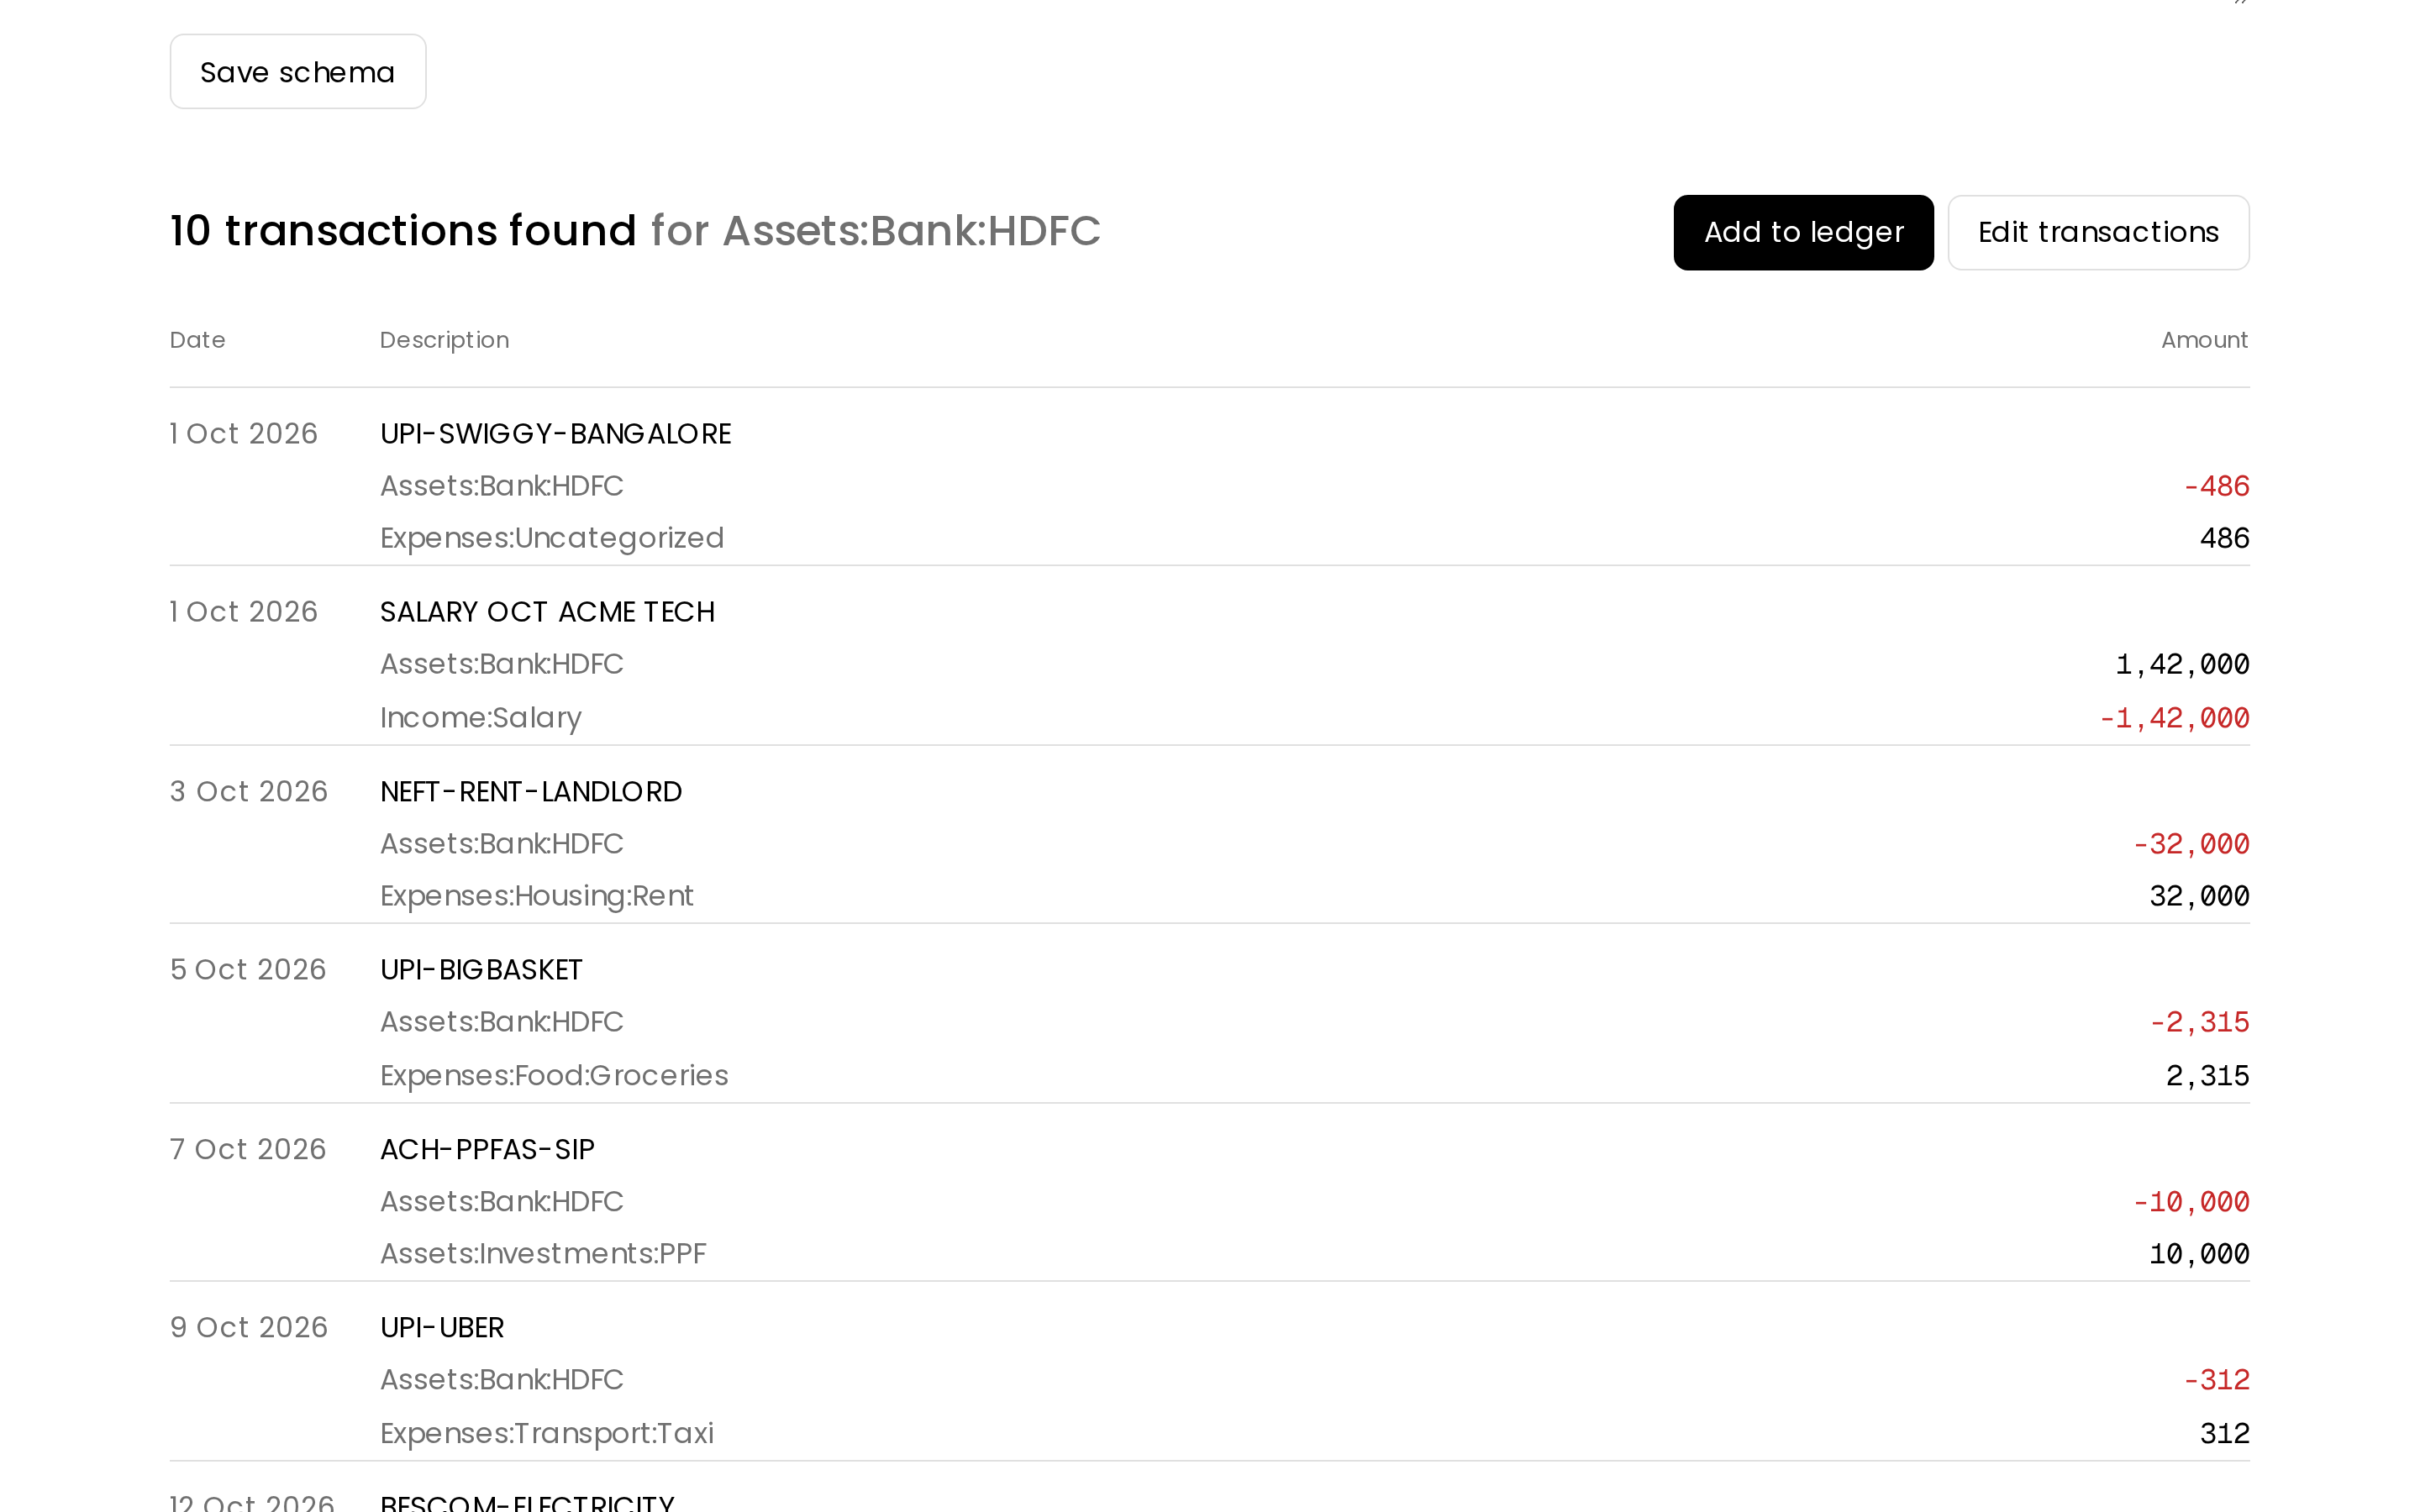 Save schema
10 transactions found for Assets:Bank:HDFC
Add to ledger
Edit transactions
Date Description Amount
1 Oct 2026 UPI-SWIGGY-BANGALORE
Assets:Bank:HDFC -486
Expenses:Uncategorized 486
1 Oct 2026 SALARY OCT ACME TECH
Assets:Bank:HDFC 1,42,000
Income:Salary -1,42,000
3 Oct 2026 NEFT-RENT-LANDLORD
Assets:Bank:HDFC -32,000
Expenses:Housing:Rent 32,000
5 Oct 2026 UPI-BIGBASKET
Assets:Bank:HDFC -2,315
Expenses:Food:Groceries 2,315
7 Oct 2026 ACH-PPFAS-SIP
Assets:Bank:HDFC -10,000
Assets:Investments:PPF 10,000
9 Oct 2026 UPI-UBER
Assets:Bank:HDFC -312
Expenses:Transport:Taxi 312
12 Oct 2026 BESCOM-ELECTRICITY